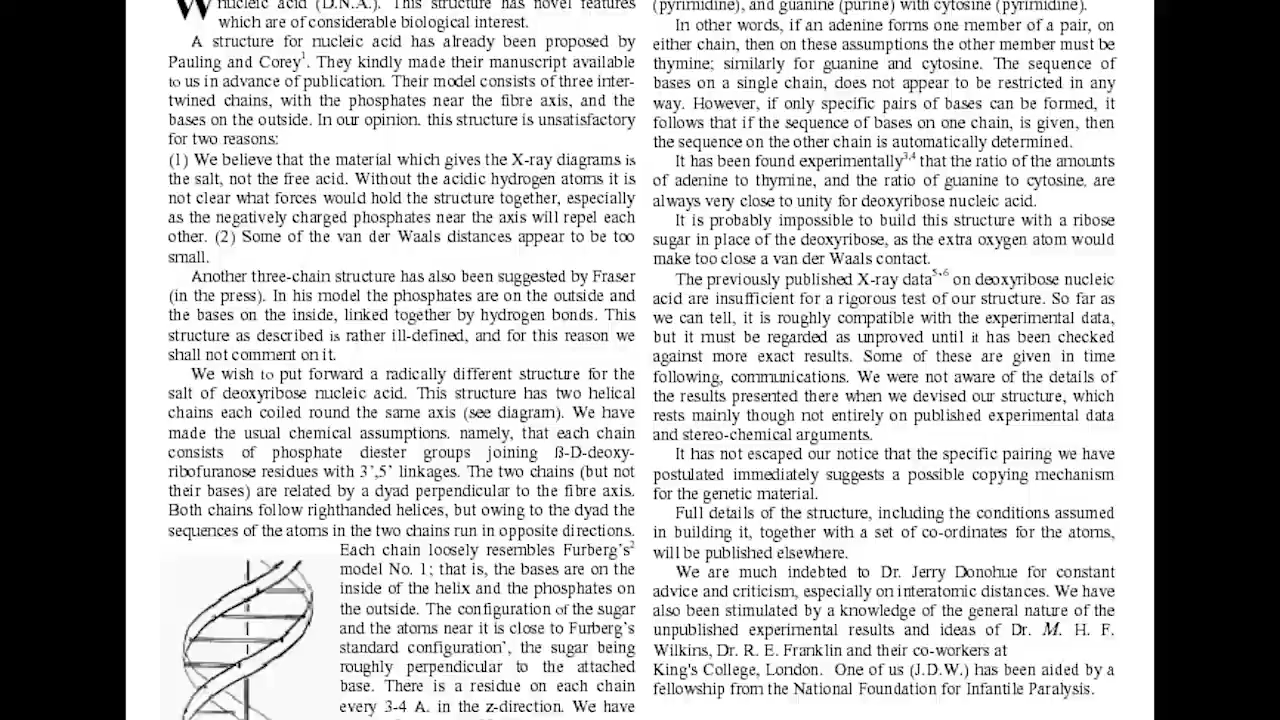 W nucleic acid (D.N.A.). This structure has novel features
which are of considerable biological interest.
A structure for nucleic acid has already been proposed by
Pauling and Corey¹. They kindly made their manuscript available
to us in advance of publication. Their model consists of three inter-
twined chains, with the phosphates near the fibre axis, and the
bases on the outside. In our opinion. this structure is unsatisfactory
for two reasons:
(1) We believe that the material which gives the X-ray diagrams is
the salt, not the free acid. Without the acidic hydrogen atoms it is
not clear what forces would hold the structure together, especially
as the negatively charged phosphates near the axis will repel each
other. (2) Some of the van der Waals distances appear to be too
small.
Another three-chain structure has also been suggested by Fraser
(in the press). In his model the phosphates are on the outside and
the bases on the inside, linked together by hydrogen bonds. This
structure as described is rather ill-defined, and for this reason we
shall not comment on it.
We wish to put forward a radically different structure for the
salt of deoxyribose nucleic acid. This structure has two helical
chains each coiled round the same axis (see diagram). We have
made the usual chemical assumptions. namely, that each chain
consists of phosphate diester groups joining ß-D-deoxy-
ribofuranose residues with 3',5' linkages. The two chains (but not
their bases) are related by a dyad perpendicular to the fibre axis.
Both chains follow righthanded helices, but owing to the dyad the
sequences of the atoms in the two chains run in opposite directions.
Each chain loosely resembles Furberg's²
model No. 1; that is, the bases are on the
inside of the helix and the phosphates on
the outside. The configuration of the sugar
and the atoms near it is close to Furberg's
standard configuration', the sugar being
roughly perpendicular to the attached
base. There is a residue on each chain
every 3-4 A. in the z-direction. We have
(pyrimidine), and guanine (purine) with cytosine (pyrimidine).
In other words, if an adenine forms one member of a pair, on
either chain, then on these assumptions the other member must be
thymine; similarly for guanine and cytosine. The sequence of
bases on a single chain, does not appear to be restricted in any
way. However, if only specific pairs of bases can be formed, it
follows that if the sequence of bases on one chain, is given, then
the sequence on the other chain is automatically determined.
It has been found experimentally³,⁴ that the ratio of the amounts
of adenine to thymine, and the ratio of guanine to cytosine, are
always very close to unity for deoxyribose nucleic acid.
It is probably impossible to build this structure with a ribose
sugar in place of the deoxyribose, as the extra oxygen atom would
make too close a van der Waals contact.
The previously published X-ray data⁵,⁶ on deoxyribose nucleic
acid are insufficient for a rigorous test of our structure. So far as
we can tell, it is roughly compatible with the experimental data,
but it must be regarded as unproved until it has been checked
against more exact results. Some of these are given in time
following, communications. We were not aware of the details of
the results presented there when we devised our structure, which
rests mainly though not entirely on published experimental data
and stereo-chemical arguments.
It has not escaped our notice that the specific pairing we have
postulated immediately suggests a possible copying mechanism
for the genetic material.
Full details of the structure, including the conditions assumed
in building it, together with a set of co-ordinates for the atoms,
will be published elsewhere.
We are much indebted to Dr. Jerry Donohue for constant
advice and criticism, especially on interatomic distances. We have
also been stimulated by a knowledge of the general nature of the
unpublished experimental results and ideas of Dr. M. H. F.
Wilkins, Dr. R. E. Franklin and their co-workers at
King's College, London. One of us (J.D.W.) has been aided by a
fellowship from the National Foundation for Infantile Paralysis.